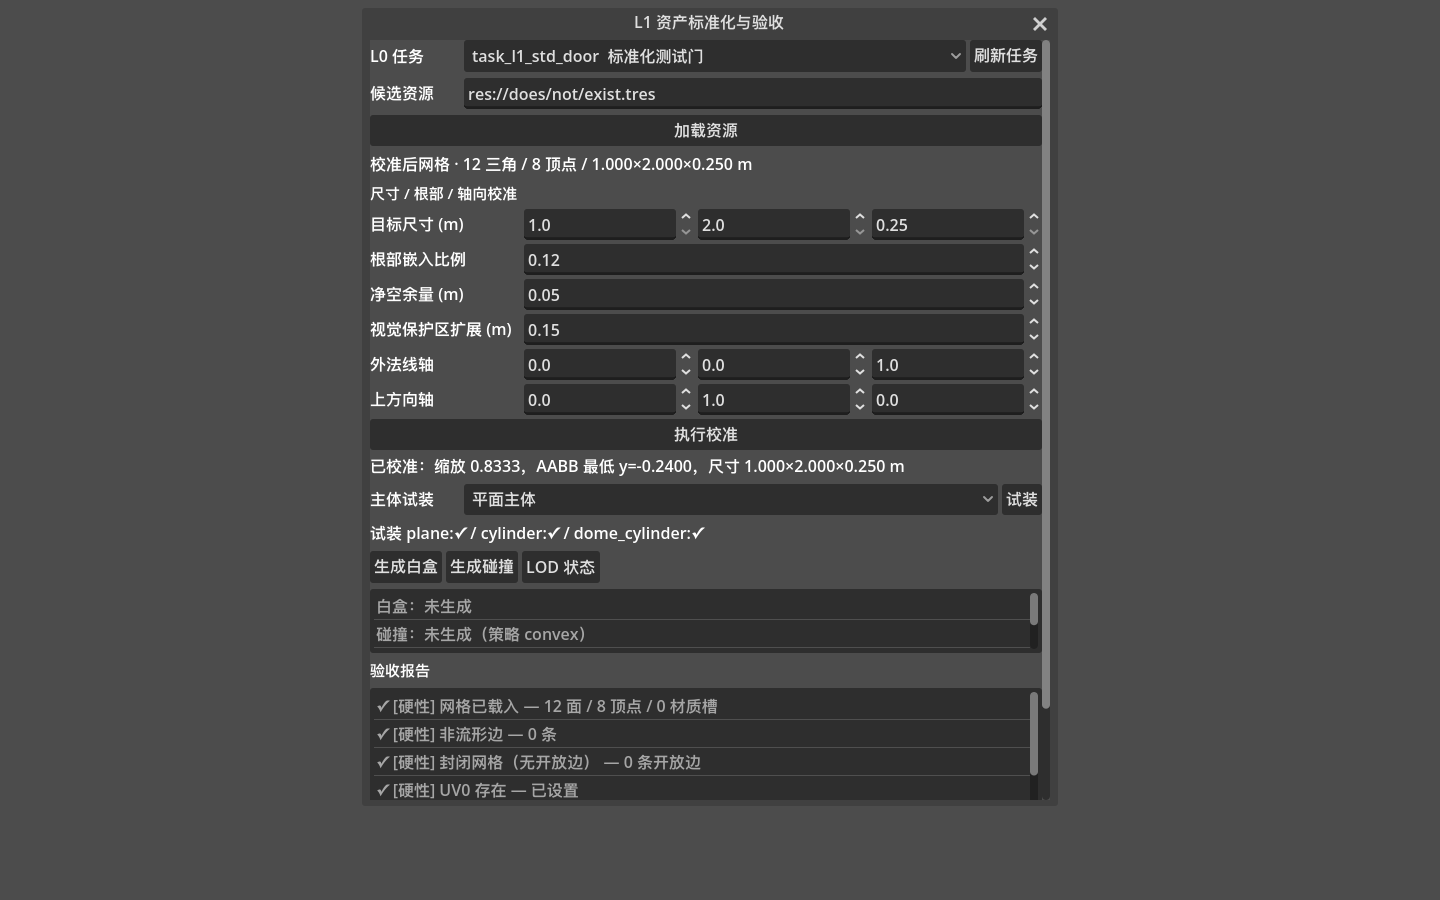 L1 资产标准化与验收
L0 任务 task_l1_std_door 标准化测试门 刷新任务
候选资源 res://does/not/exist.tres
加载资源
校准后网格 · 12 三角 / 8 顶点 / 1.000×2.000×0.250 m
尺寸 / 根部 / 轴向校准
目标尺寸 (m) 1.0 2.0 0.25
根部嵌入比例 0.12
净空余量 (m) 0.05
视觉保护区扩展 (m) 0.15
外法线轴 0.0 0.0 1.0
上方向轴 0.0 1.0 0.0
执行校准
已校准：缩放 0.8333，AABB 最低 y=-0.2400，尺寸 1.000×2.000×0.250 m
主体试装 平面主体 试装
试装 plane:✓ / cylinder:✓ / dome_cylinder:✓
生成白盒 生成碰撞 LOD 状态
白盒：未生成
碰撞：未生成（策略 convex）
验收报告
✓ [硬性] 网格已载入 — 12 面 / 8 顶点 / 0 材质槽
✓ [硬性] 非流形边 — 0 条
✓ [硬性] 封闭网格（无开放边） — 0 条开放边
✓ [硬性] UV0 存在 — 已设置